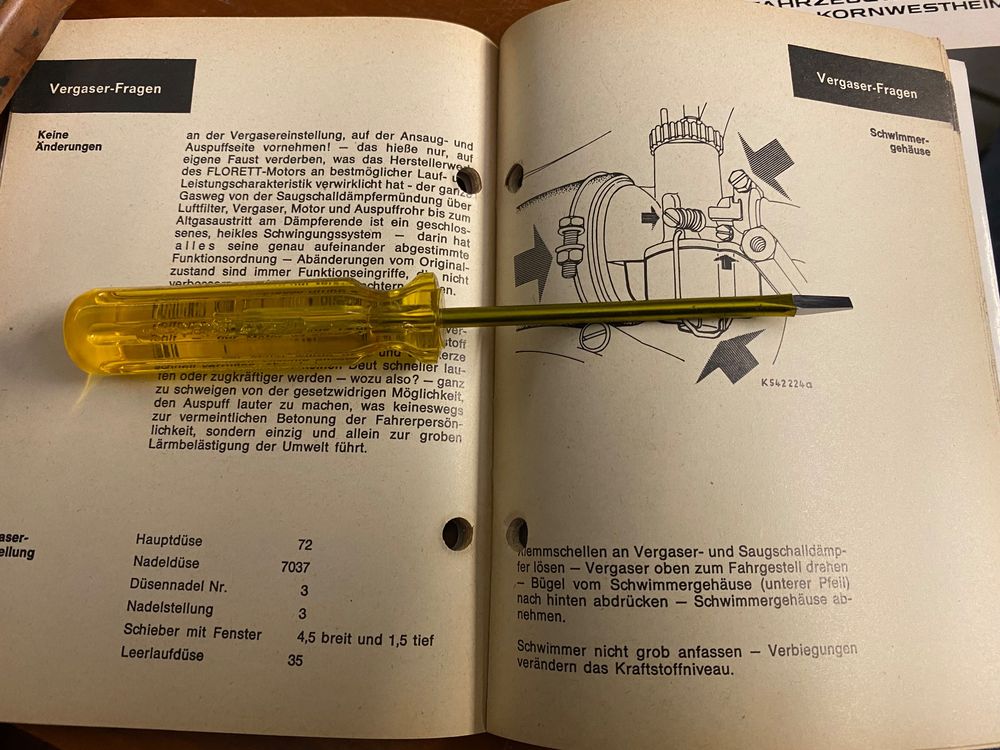 FAHRZEUG
KORNWESTHEIM
Vergaser-Fragen
Keine
Änderungen
an der Vergasereinstellung, auf der Ansaug- und
Auspuffseite vornehmen! — das hieße nur, auf
eigene Faust verderben, was das Herstellerwerk
des FLORETT-Motors an bestmöglicher Lauf-
Leistungscharakteristik verwirklicht hat - der ganze
Gasweg von der Saugschalldämpfermündung über
Luftfilter, Vergaser, Motor und Auspuffrohr bis zum
Altgasaustritt am Dämpferende ist ein geschlos-
senes, heikles Schwingungssystem — darin hat
alles seine genau aufeinander abgestimmte
Funktionsordnung — Abänderungen vom Original-
zustand sind immer Funktionseingriffe, nicht
Deut schneller lau-
fen oder zugkräftiger werden — wozu also? — ganz
zu schweigen von der gesetzwidrigen Möglichkeit,
den Auspuff lauter zu machen, was keineswegs
zur vermeintlichen Betonung der Fahrerpersön-
lichkeit, sondern einzig und allein zur groben
Lärmbelästigung der Umwelt führt.
aser-
ellung
Hauptdüse 72
Nadeldüse 7037
Düsennadel Nr. 3
Nadelstellung 3
Schieber mit Fenster 4,5 breit und 1,5 tief
Leerlaufdüse 35
Vergaser-Fragen
Schwimmer-
gehäuse
KS42224a
Klemmschellen an Vergaser- und Saugschalldämp-
fer lösen — Vergaser oben zum Fahrgestell drehen
— Bügel vom Schwimmergehäuse (unterer Pfeil)
nach hinten abdrücken — Schwimmergehäuse ab-
nehmen.
Schwimmer nicht grob anfassen — Verbiegungen
verändern das Kraftstoffniveau.